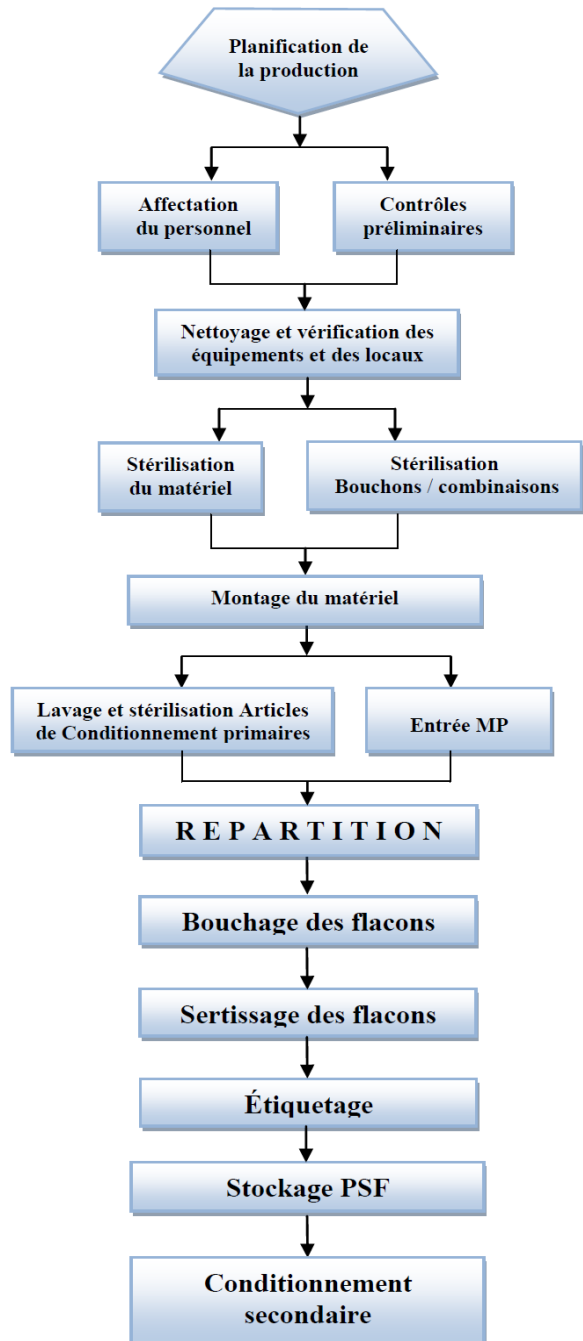 Planification de
la production
Affectation
du personnel
Contrôles
préliminaires
Nettoyage et vérification des
équipements et des locaux
Stérilisation
du matériel
Stérilisation
Bouchons / combinaisons
Montage du matériel
Lavage et stérilisation Articles
de Conditionnement primaires
Entrée MP
R E P A R T I T I O N
Bouchage des flacons
Sertissage des flacons
Étiquetage
Stockage PSF
Conditionnement
secondaire